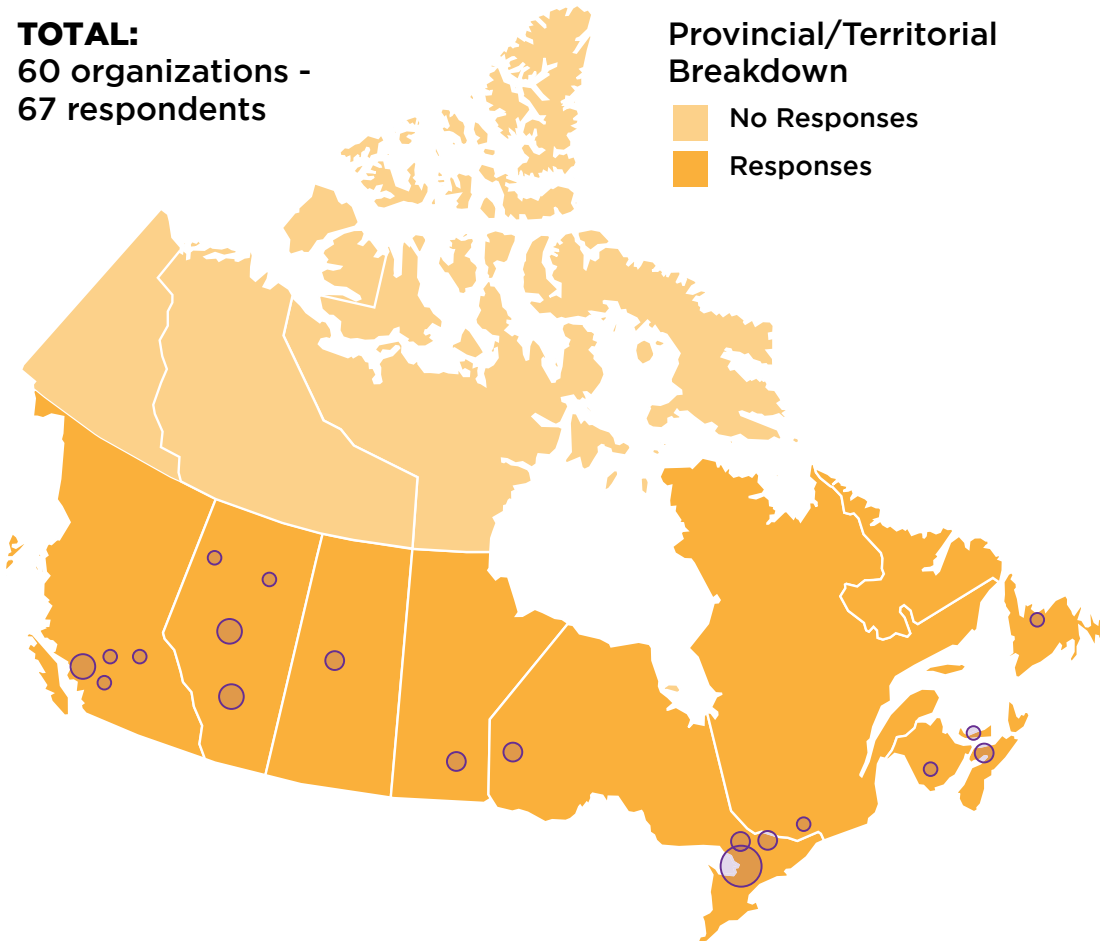 TOTAL:
60 organizations -
67 respondents
Provincial/Territorial
Breakdown
No Responses
Responses